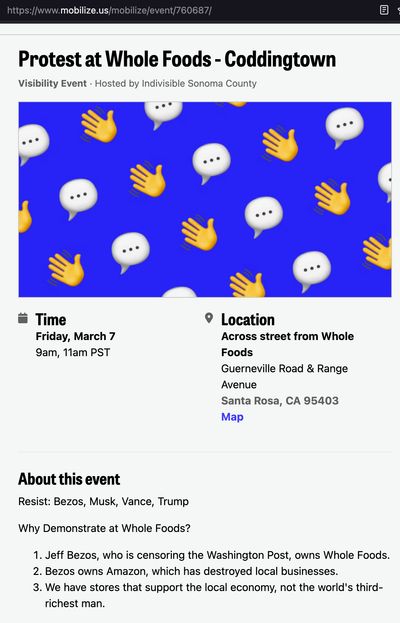 https://www.mobilize.us/mobilize/event/760687/
Protest at Whole Foods - Coddingtown
Visibility Event · Hosted by Indivisible Sonoma County
Time
Friday, March 7
9am, 11am PST
Location
Across street from Whole
Foods
Guerneville Road & Range
Avenue
Santa Rosa, CA 95403
Map
About this event
Resist: Bezos, Musk, Vance, Trump
Why Demonstrate at Whole Foods?
1. Jeff Bezos, who is censoring the Washington Post, owns Whole Foods.
2. Bezos owns Amazon, which has destroyed local businesses.
3. We have stores that support the local economy, not the world's third-
richest man.